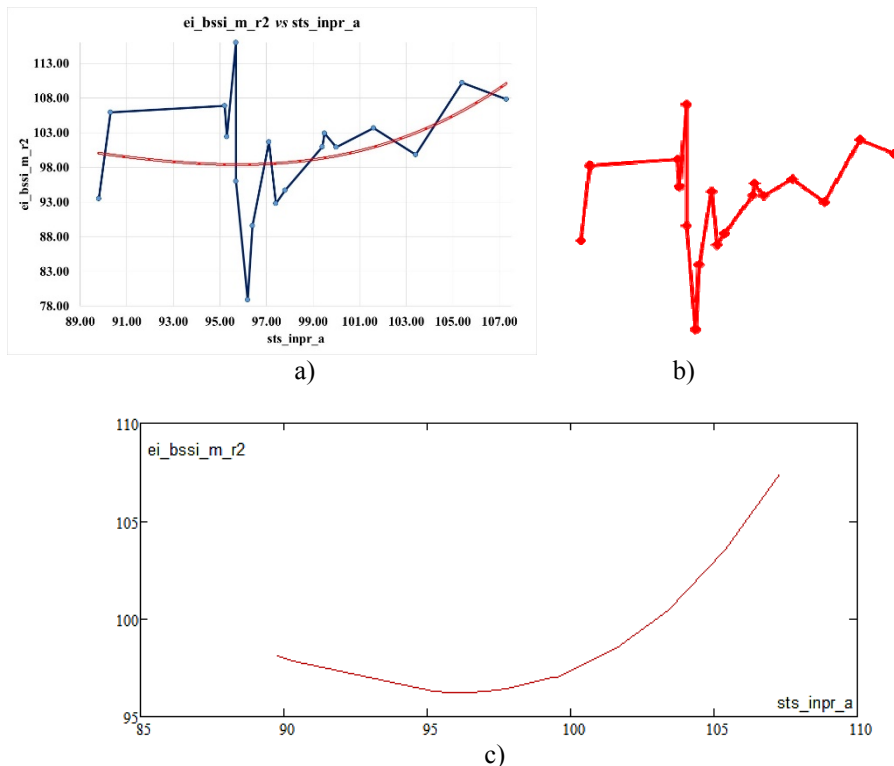 ei_bssi_m_r2 vs sts_inpr_a
ei_bssi_m_r2
113.00
108.00
103.00
98.00
93.00
88.00
83.00
78.00
89.00 91.00 93.00 95.00 97.00 99.00 101.00 103.00 105.00 107.00
sts_inpr_a
a)
b)
110
ei_bssi_m_r2
105
100
95
sts_inpr_a
85 90 95 100 105 110
c)